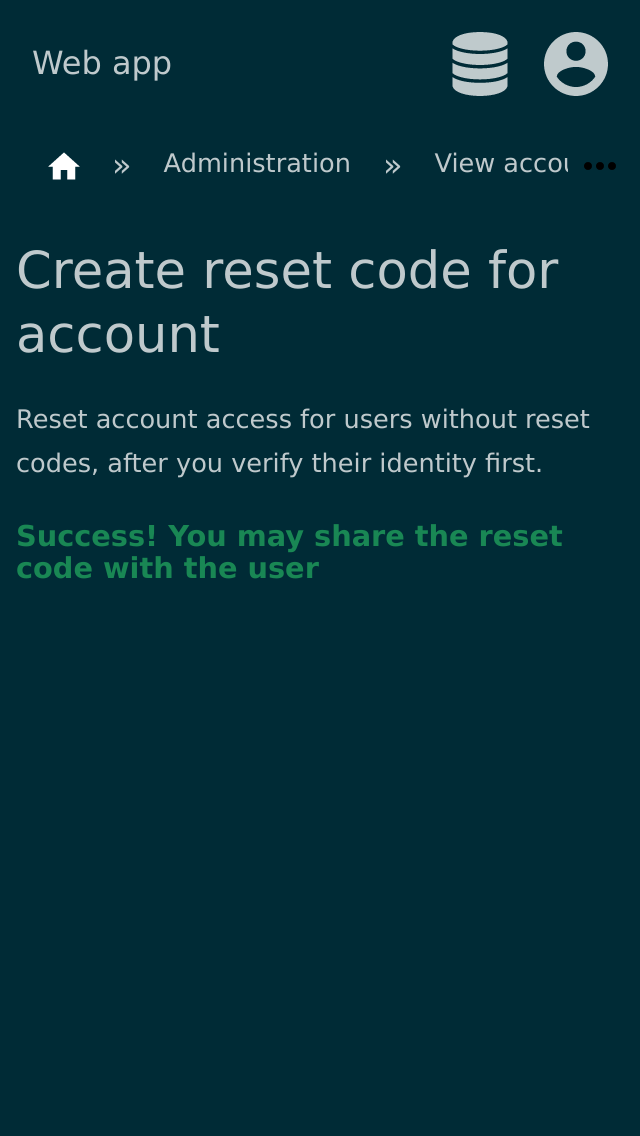 Web app
» Administration » View accou
Create reset code for
account
Reset account access for users without reset
codes, after you verify their identity first.
Success! You may share the reset
code with the user